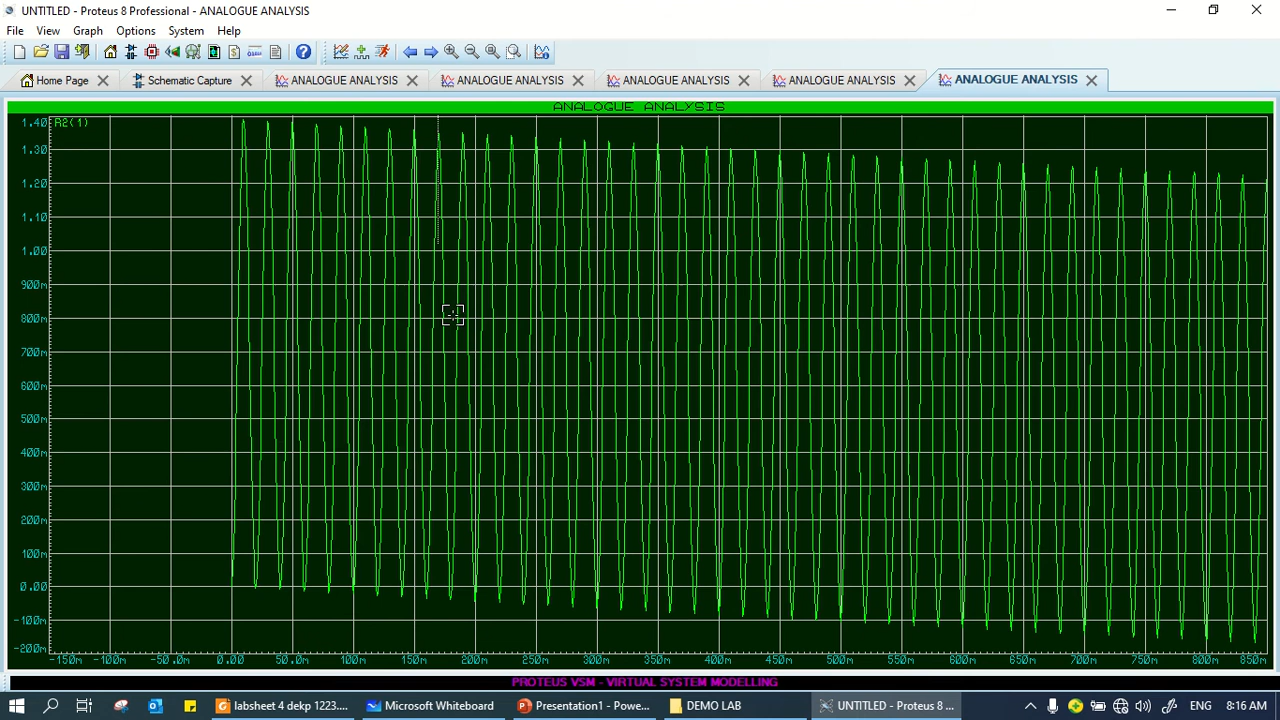 UNTITLED - Proteus 8 Professional - ANALOGUE ANALYSIS
File View Graph Options System Help
Home Page Schematic Capture ANALOGUE ANALYSIS ANALOGUE ANALYSIS ANALOGUE ANALYSIS ANALOGUE ANALYSIS ANALOGUE ANALYSIS
ANALOGUE ANALYSIS
1.40 R2(1)
1.30
1.20
1.10
1.00
900m
800m
700m
600m
500m
400m
300m
200m
100m
0.00
-100m
-200m
-150m -100m -50.0m 0.00 50.0m 100m 150m 200m 250m 300m 350m 400m 450m 500m 550m 600m 650m 700m 750m 800m 850m
PROTEUS VSM - VIRTUAL SYSTEM MODELLING
labsheet 4 dekp 1223.... Microsoft Whiteboard Presentation1 - Powe... DEMO LAB UNTITLED - Proteus 8 ... ENG 8:16 AM